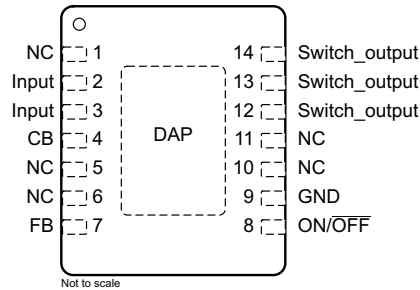 NC 1 14 Switch_output
Input 2 13 Switch_output
Input 3 12 Switch_output
CB 4 DAP 11 NC
NC 5 10 NC
NC 6 9 GND
FB 7 8 ON/OFF
Not to scale